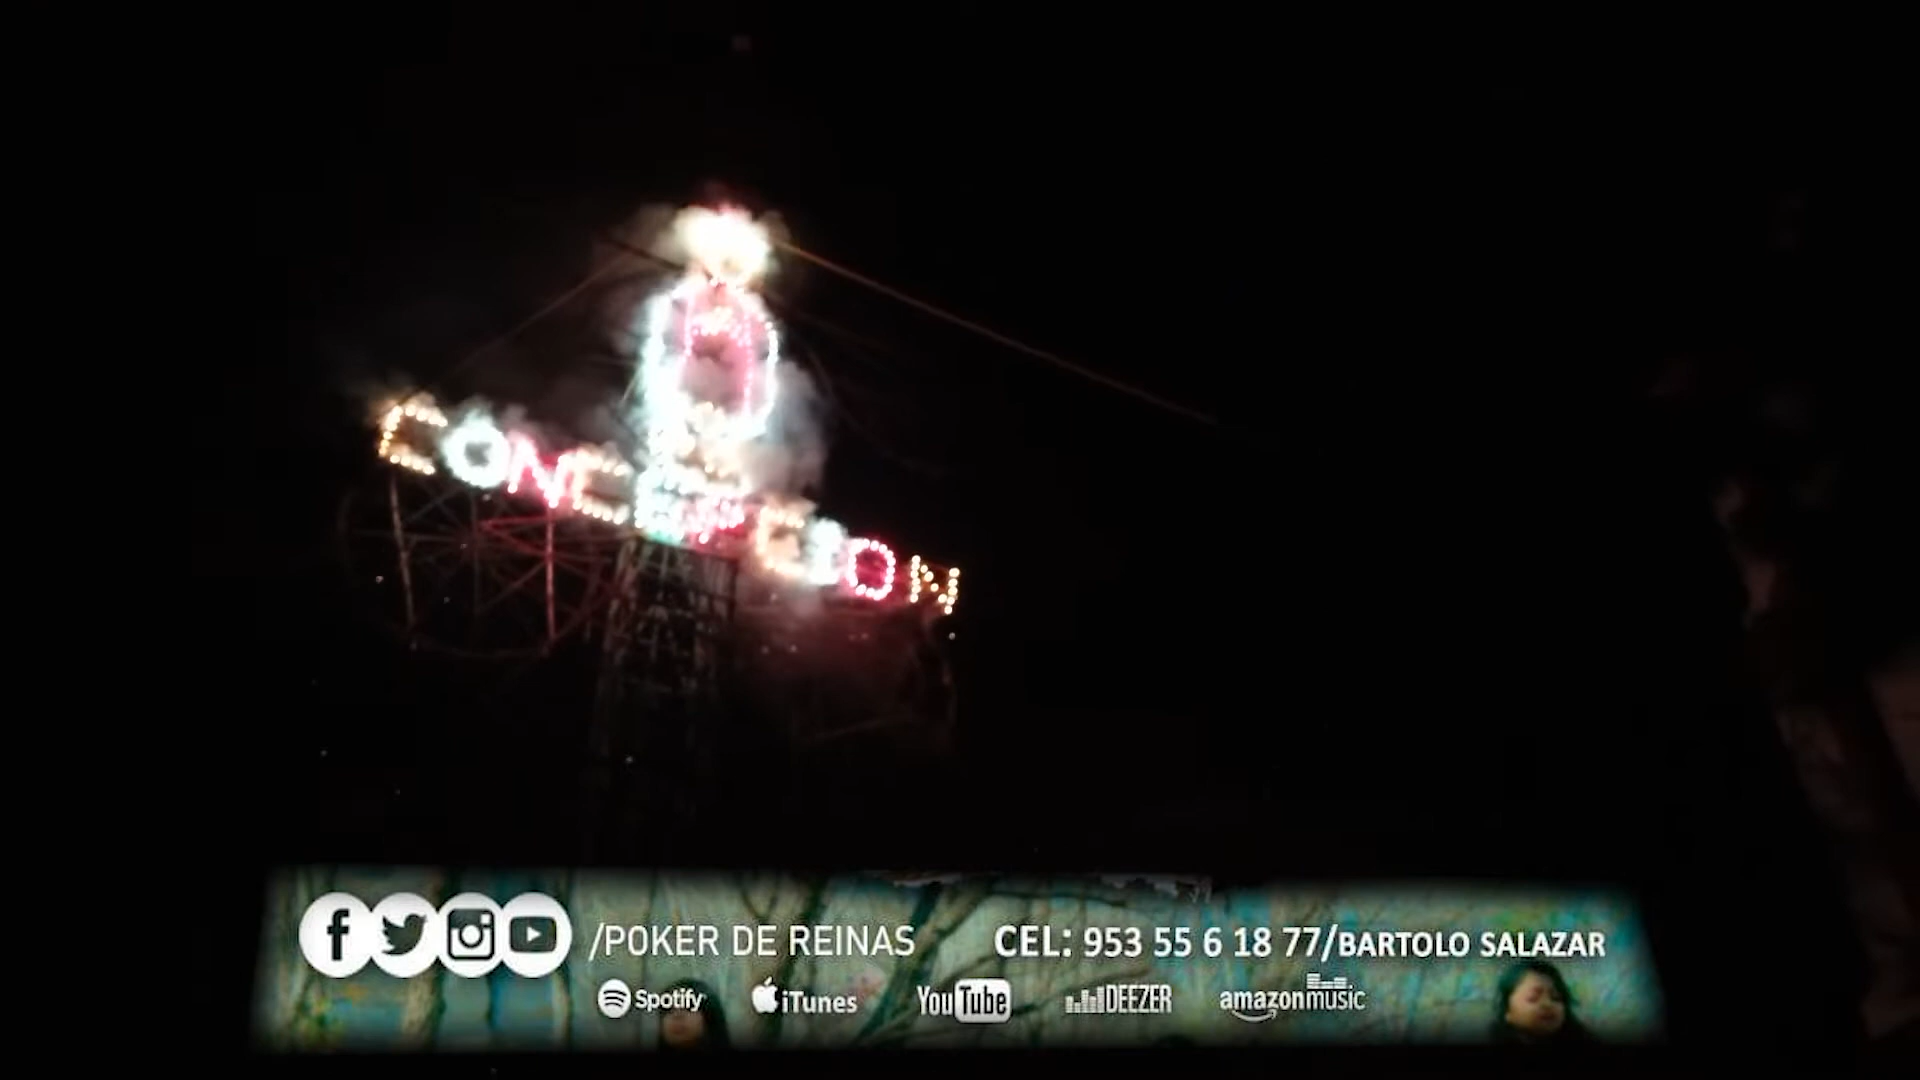 CONCEPCION
/POKER DE REINAS
CEL: 953 55 6 18 77/BARTOLO SALAZAR
Spotify iTunes YouTube DEEZER amazonmusic